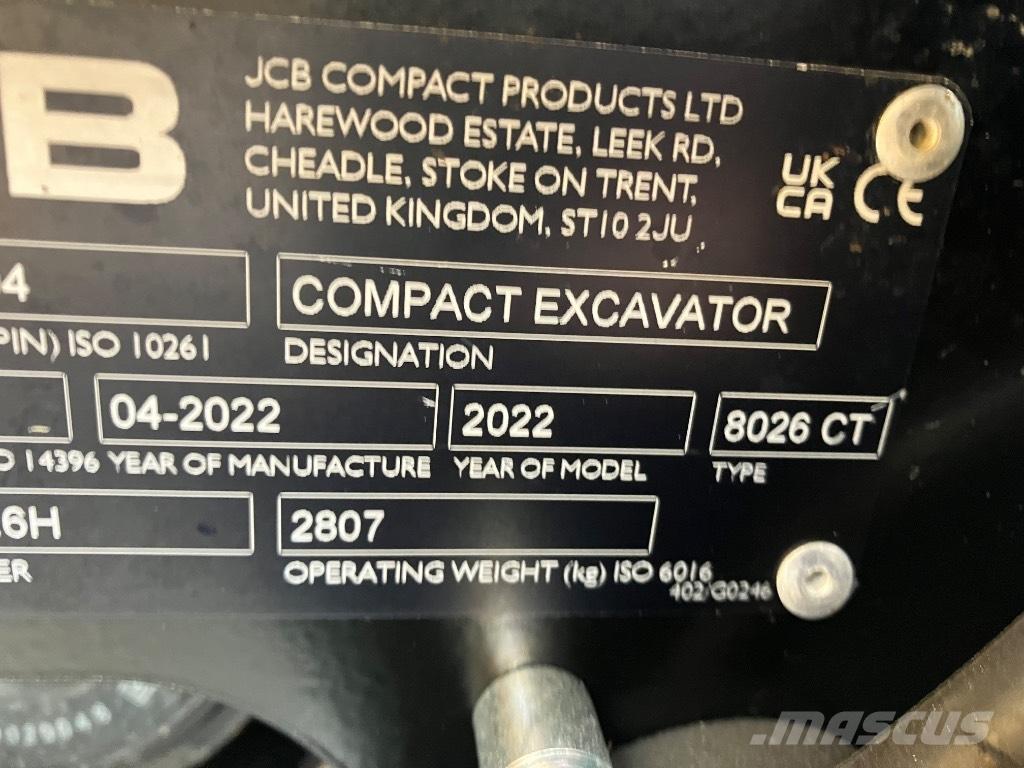 B
JCB COMPACT PRODUCTS LTD
HAREWOOD ESTATE, LEEK RD,
CHEADLE, STOKE ON TRENT,
UNITED KINGDOM, ST10 2JU
UK
CA CE
4
COMPACT EXCAVATOR
PIN) ISO 10261
DESIGNATION
04-2022
2022
8026 CT
O 14396
YEAR OF MANUFACTURE
YEAR OF MODEL
TYPE
6H
2807
ER
OPERATING WEIGHT (kg) ISO 6016
402/G0246
MASCUS